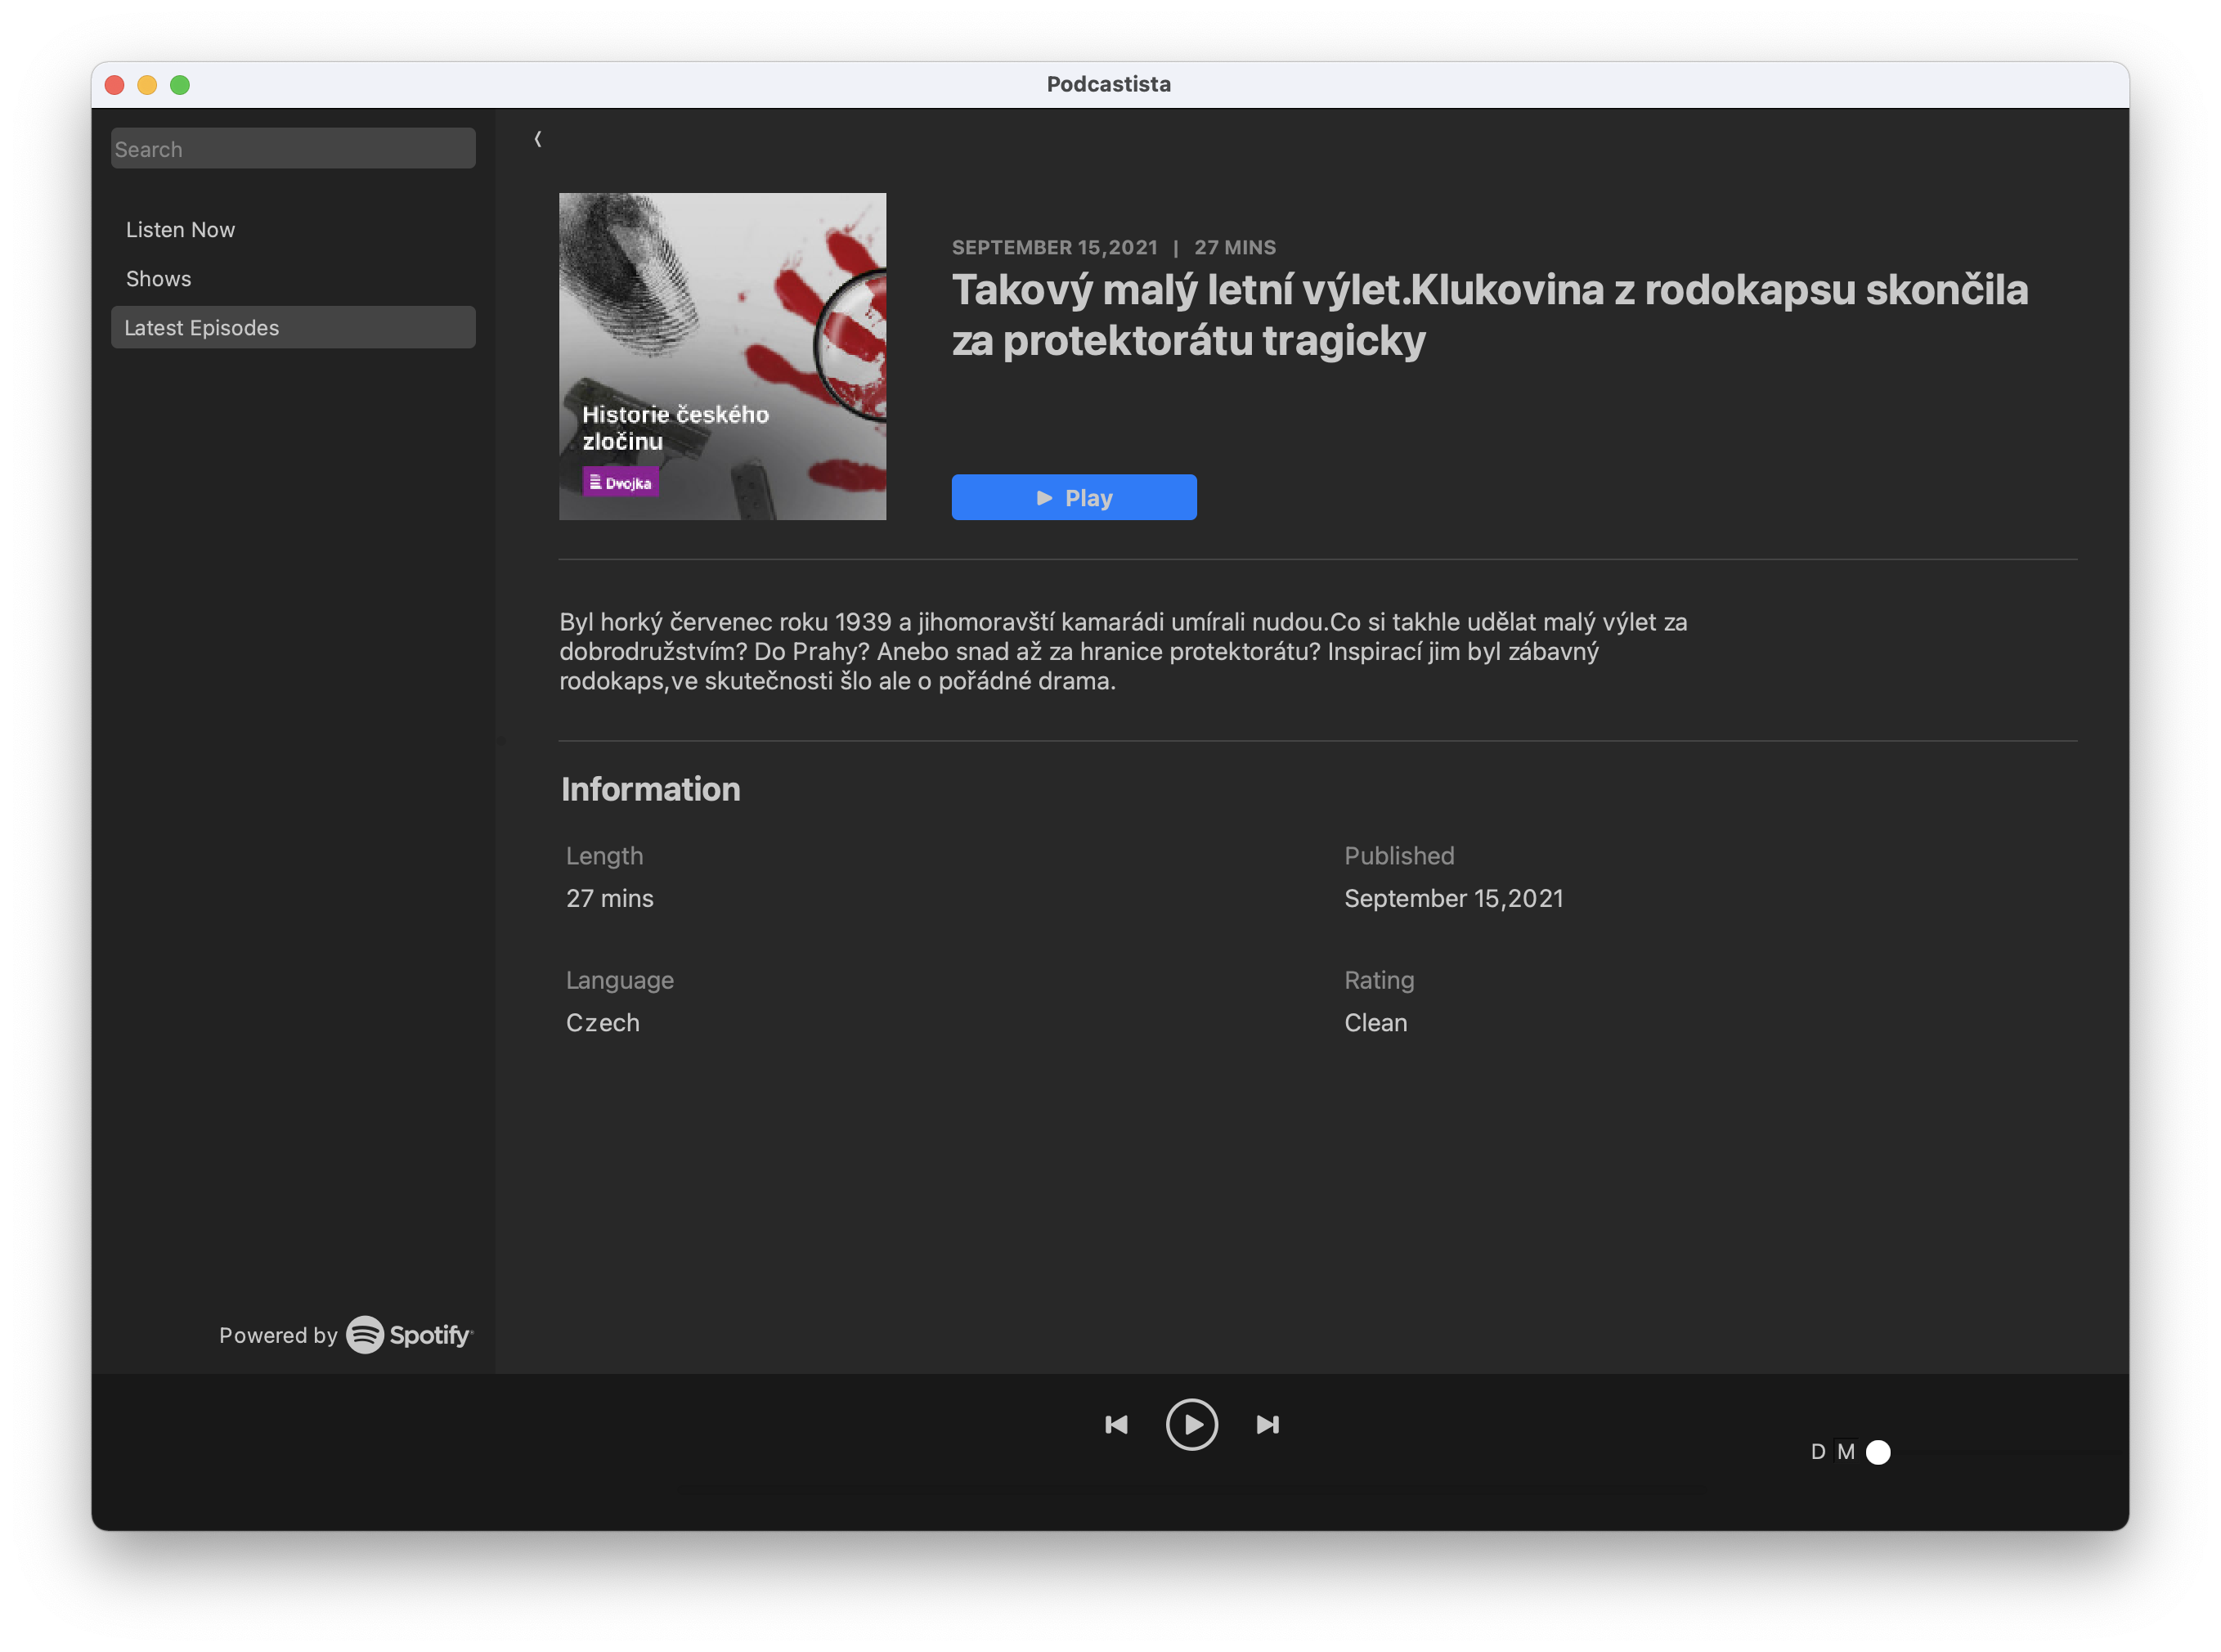 Podcastista
Search
Listen Now
Shows
Latest Episodes
Historie českého
zločinu
Dvojka
SEPTEMBER 15,2021 | 27 MINS
Takový malý letní výlet.Klukovina z rodokapsu skončila
za protektorátu tragicky
Play
Byl horký červenec roku 1939 a jihomoravští kamarádi umírali nudou.Co si takhle udělat malý výlet za
dobrodružstvím? Do Prahy? Anebo snad až za hranice protektorátu? Inspirací jim byl zábavný
rodokaps,ve skutečnosti šlo ale o pořádné drama.
Information
Length
27 mins
Published
September 15,2021
Language
Czech
Rating
Clean
Powered by Spotify
D M